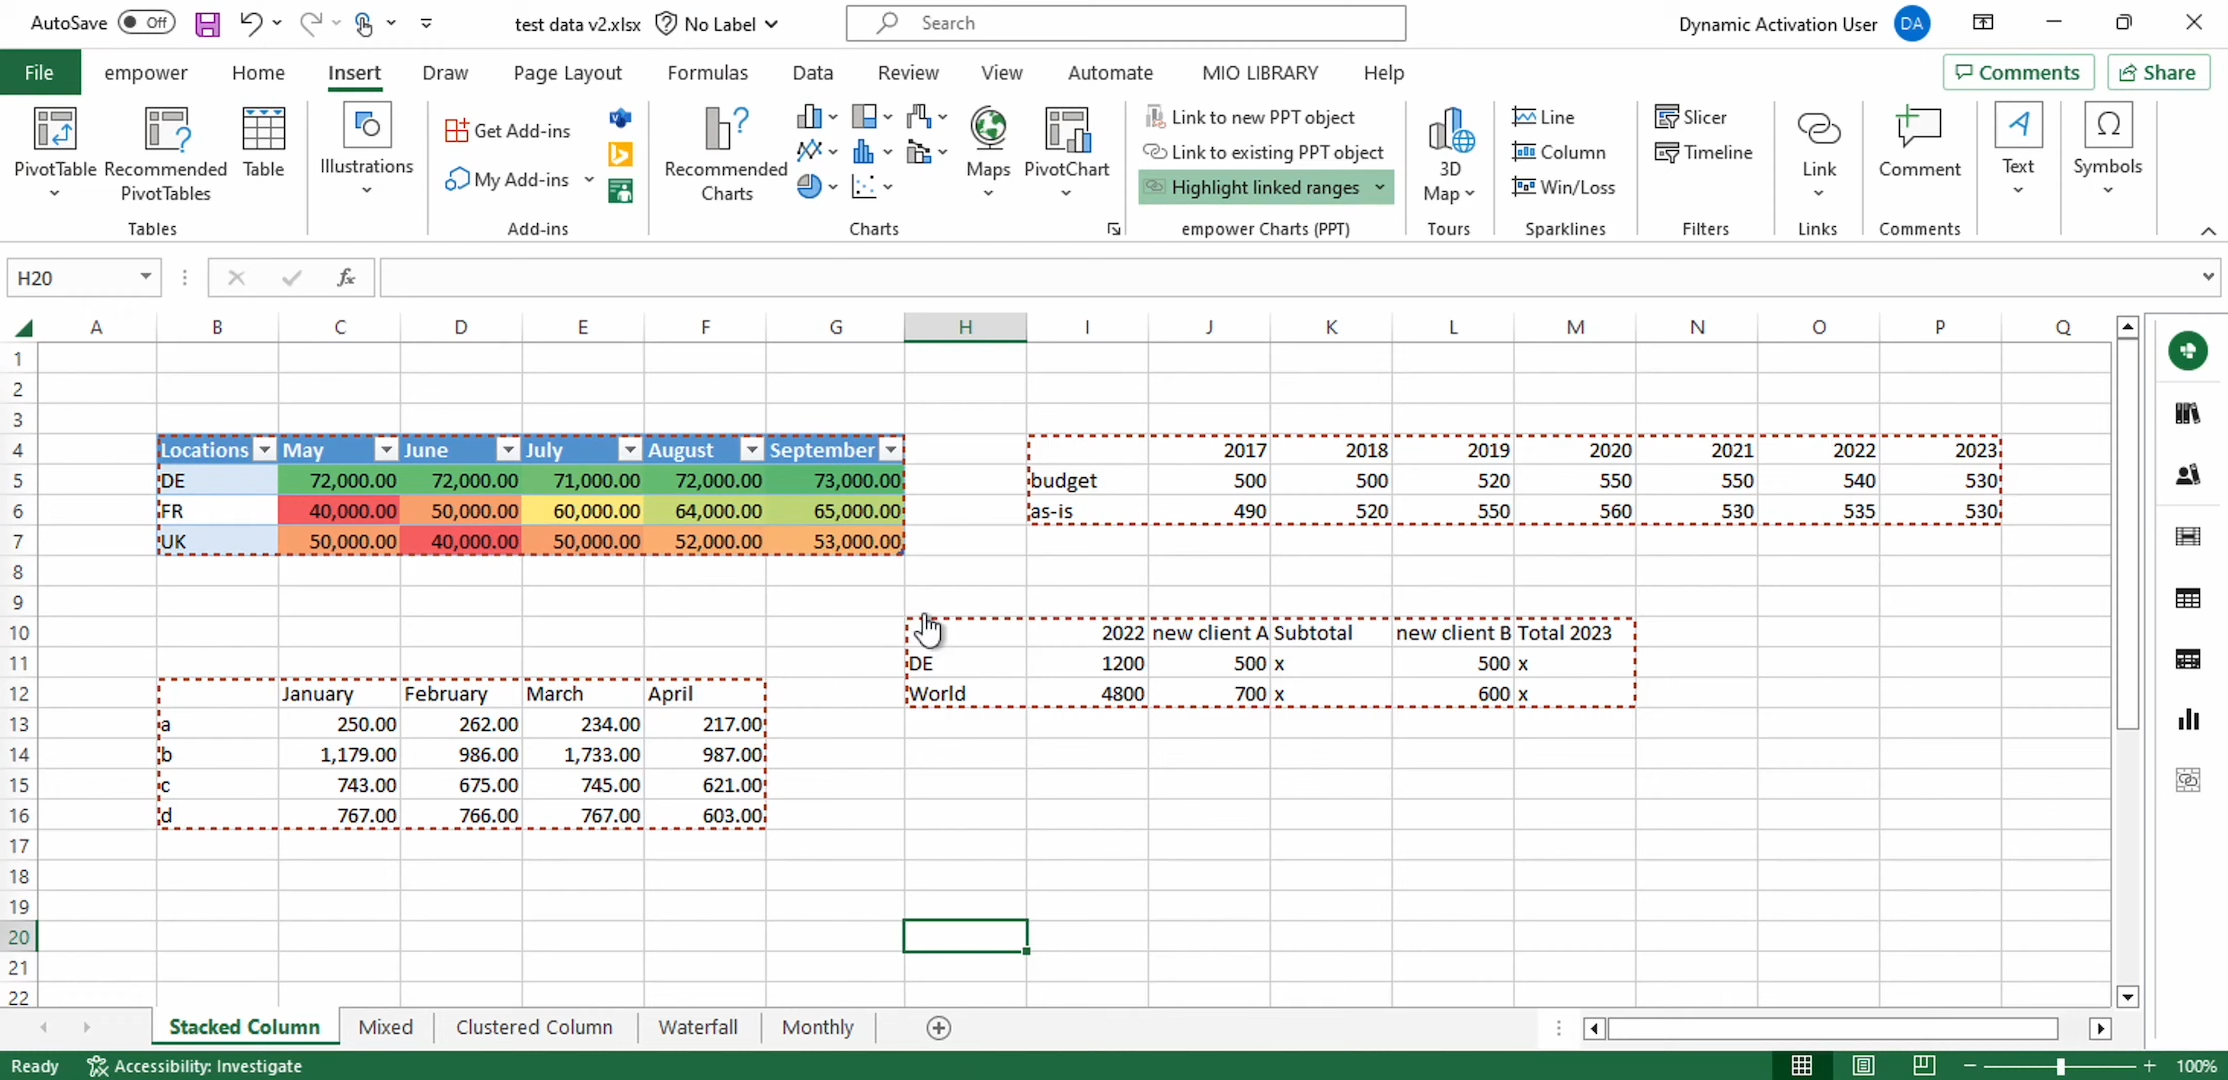 AutoSave Off test data v2.xlsx No Label Search Dynamic Activation User DA
File empower Home Insert Draw Page Layout Formulas Data Review View Automate MIO LIBRARY Help Comments Share
PivotTable Recommended PivotTables Table Illustrations Get Add-ins My Add-ins Recommended Charts Maps PivotChart
Link to new PPT object
Link to existing PPT object
Highlight linked ranges
3D Map Line Column Win/Loss Slicer Timeline Link Comment Text Symbols
Tables Add-ins Charts empower Charts (PPT) Tours Sparklines Filters Links Comments
H20 fx
A B C D E F G H I J K L M N O P Q
1
2
3
4 Locations May June July August September 2017 2018 2019 2020 2021 2022 2023
5 DE 72,000.00 72,000.00 71,000.00 72,000.00 73,000.00 budget 500 500 520 550 550 540 530
6 FR 40,000.00 50,000.00 60,000.00 64,000.00 65,000.00 as-is 490 520 550 560 530 535 530
7 UK 50,000.00 40,000.00 50,000.00 52,000.00 53,000.00
8
9
10 2022 new client A Subtotal new client B Total 2023
11 DE 1200 500 x 500 x
12 January February March April World 4800 700 x 600 x
13 a 250.00 262.00 234.00 217.00
14 b 1,179.00 986.00 1,733.00 987.00
15 c 743.00 675.00 745.00 621.00
16 d 767.00 766.00 767.00 603.00
17
18
19
20
21
22
Stacked Column Mixed Clustered Column Waterfall Monthly
Ready Accessibility: Investigate 100%